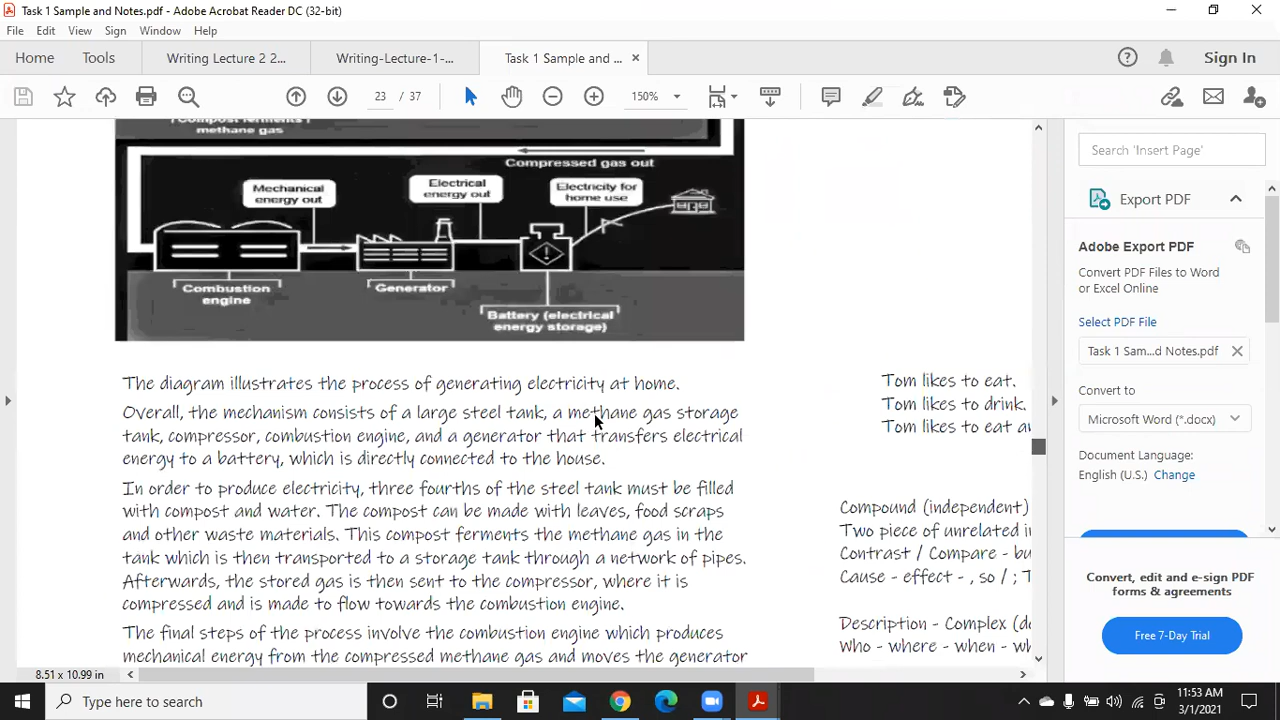 Task 1 Sample and Notes.pdf - Adobe Acrobat Reader DC (32-bit)
File Edit View Sign Window Help
Home Tools Writing Lecture 2 2... Writing-Lecture-1-... Task 1 Sample and ... Sign In
23 / 37 150%
methane gas
Compressed gas out
Mechanical
energy out
Electrical
energy out
Electricity for
home use
Combustion
engine
Generator
Battery (electrical
energy storage)
The diagram illustrates the process of generating electricity at home.
Overall, the mechanism consists of a large steel tank, a methane gas storage
tank, compressor, combustion engine, and a generator that transfers electrical
energy to a battery, which is directly connected to the house.
In order to produce electricity, three fourths of the steel tank must be filled
with compost and water. The compost can be made with leaves, food scraps
and other waste materials. This compost ferments the methane gas in the
tank which is then transported to a storage tank through a network of pipes.
Afterwards, the stored gas is then sent to the compressor, where it is
compressed and is made to flow towards the combustion engine.
The final steps of the process involve the combustion engine which produces
mechanical energy from the compressed methane gas and moves the generator
Tom likes to eat.
Tom likes to drink.
Tom likes to eat a
Compound (independent)
Two piece of unrelated i
Contrast / Compare - bu
Cause - effect - , so / ; T
Description - Complex (de
Who - where - when - wh
8.51 x 10.99 in
Search 'Insert Page'
Export PDF
Adobe Export PDF
Convert PDF Files to Word
or Excel Online
Select PDF File
Task 1 Sam...d Notes.pdf
Convert to
Microsoft Word (*.docx)
Document Language:
English (U.S.) Change
Convert, edit and e-sign PDF
forms & agreements
Free 7-Day Trial
Type here to search
11:53 AM
3/1/2021